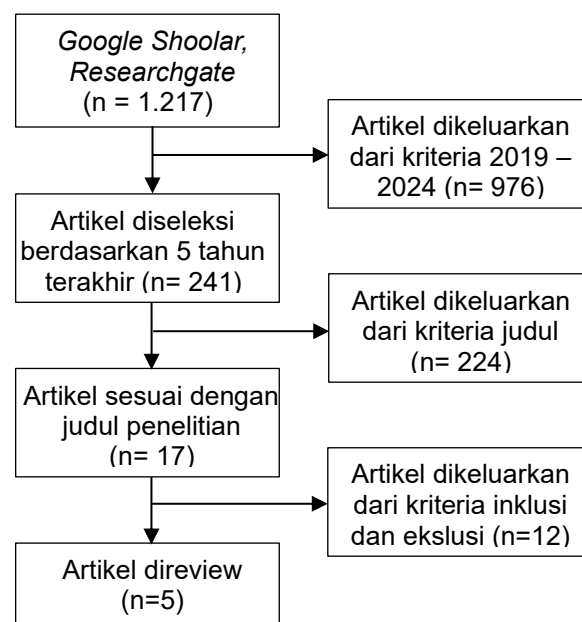 Google Shoolar,
Researchgate
(n = 1.217)
Artikel dikeluarkan
dari kriteria 2019 –
2024 (n= 976)
Artikel diseleksi
berdasarkan 5 tahun
terakhir (n= 241)
Artikel dikeluarkan
dari kriteria judul
(n= 224)
Artikel sesuai dengan
judul penelitian
(n= 17)
Artikel dikeluarkan
dari kriteria inklusi
dan ekslusi (n=12)
Artikel direview
(n=5)